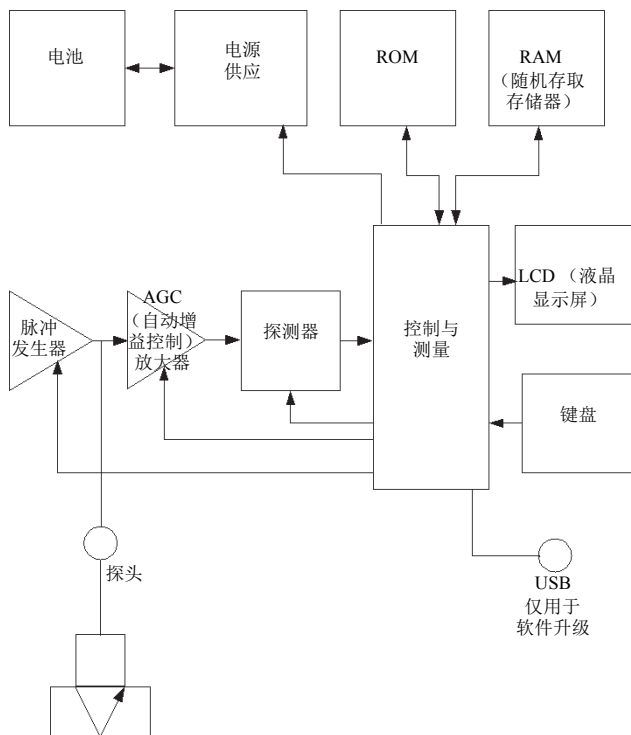 电池
电源
供应
ROM
RAM
（随机存取
存储器）
LCD （液晶
显示屏）
AGC
（自动增
益控制）
放大器
脉冲
发生器
探测器
控制与
测量
键盘
探头
USB
仅用于
软件升级